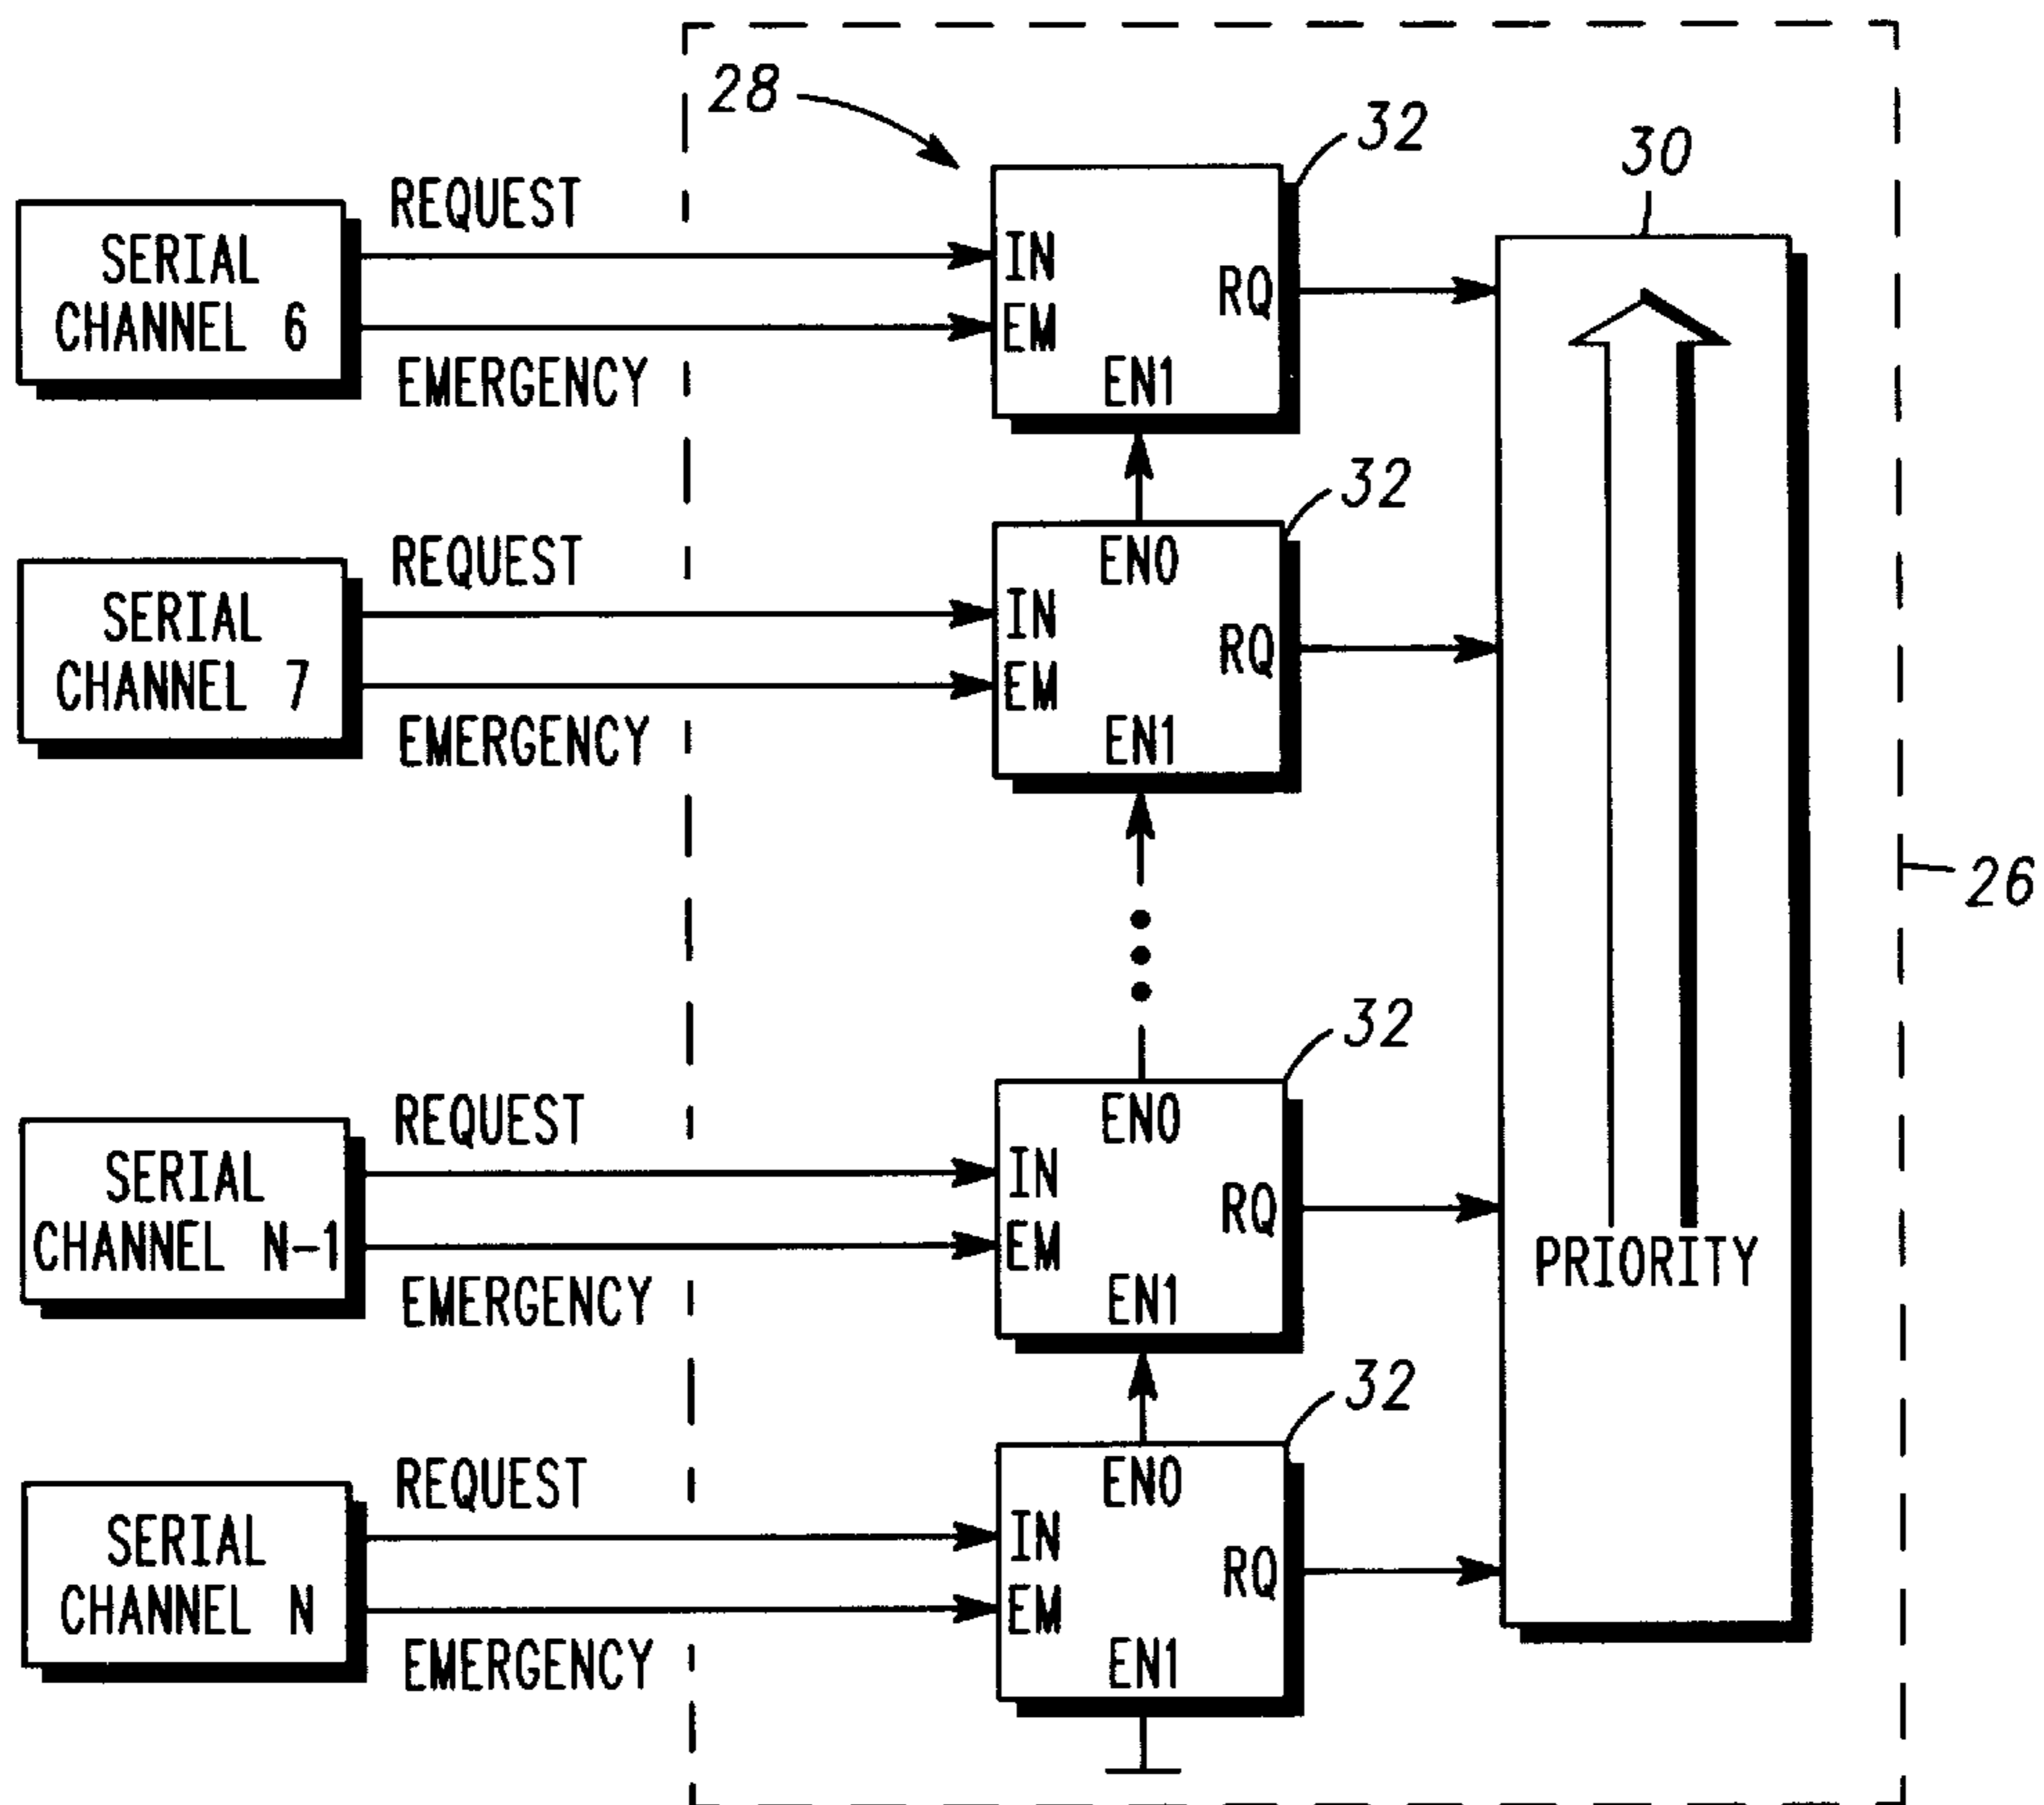 28
32
30
SERIAL
CHANNEL 6
REQUEST
EMERGENCY
IN
EM
RQ
EN1
32
SERIAL
CHANNEL 7
REQUEST
EMERGENCY
EN0
IN
EM
RQ
EN1
26
32
SERIAL
CHANNEL N-1
REQUEST
EMERGENCY
EN0
IN
EM
RQ
EN1
PRIORITY
32
SERIAL
CHANNEL N
REQUEST
EMERGENCY
EN0
IN
EM
RQ
EN1